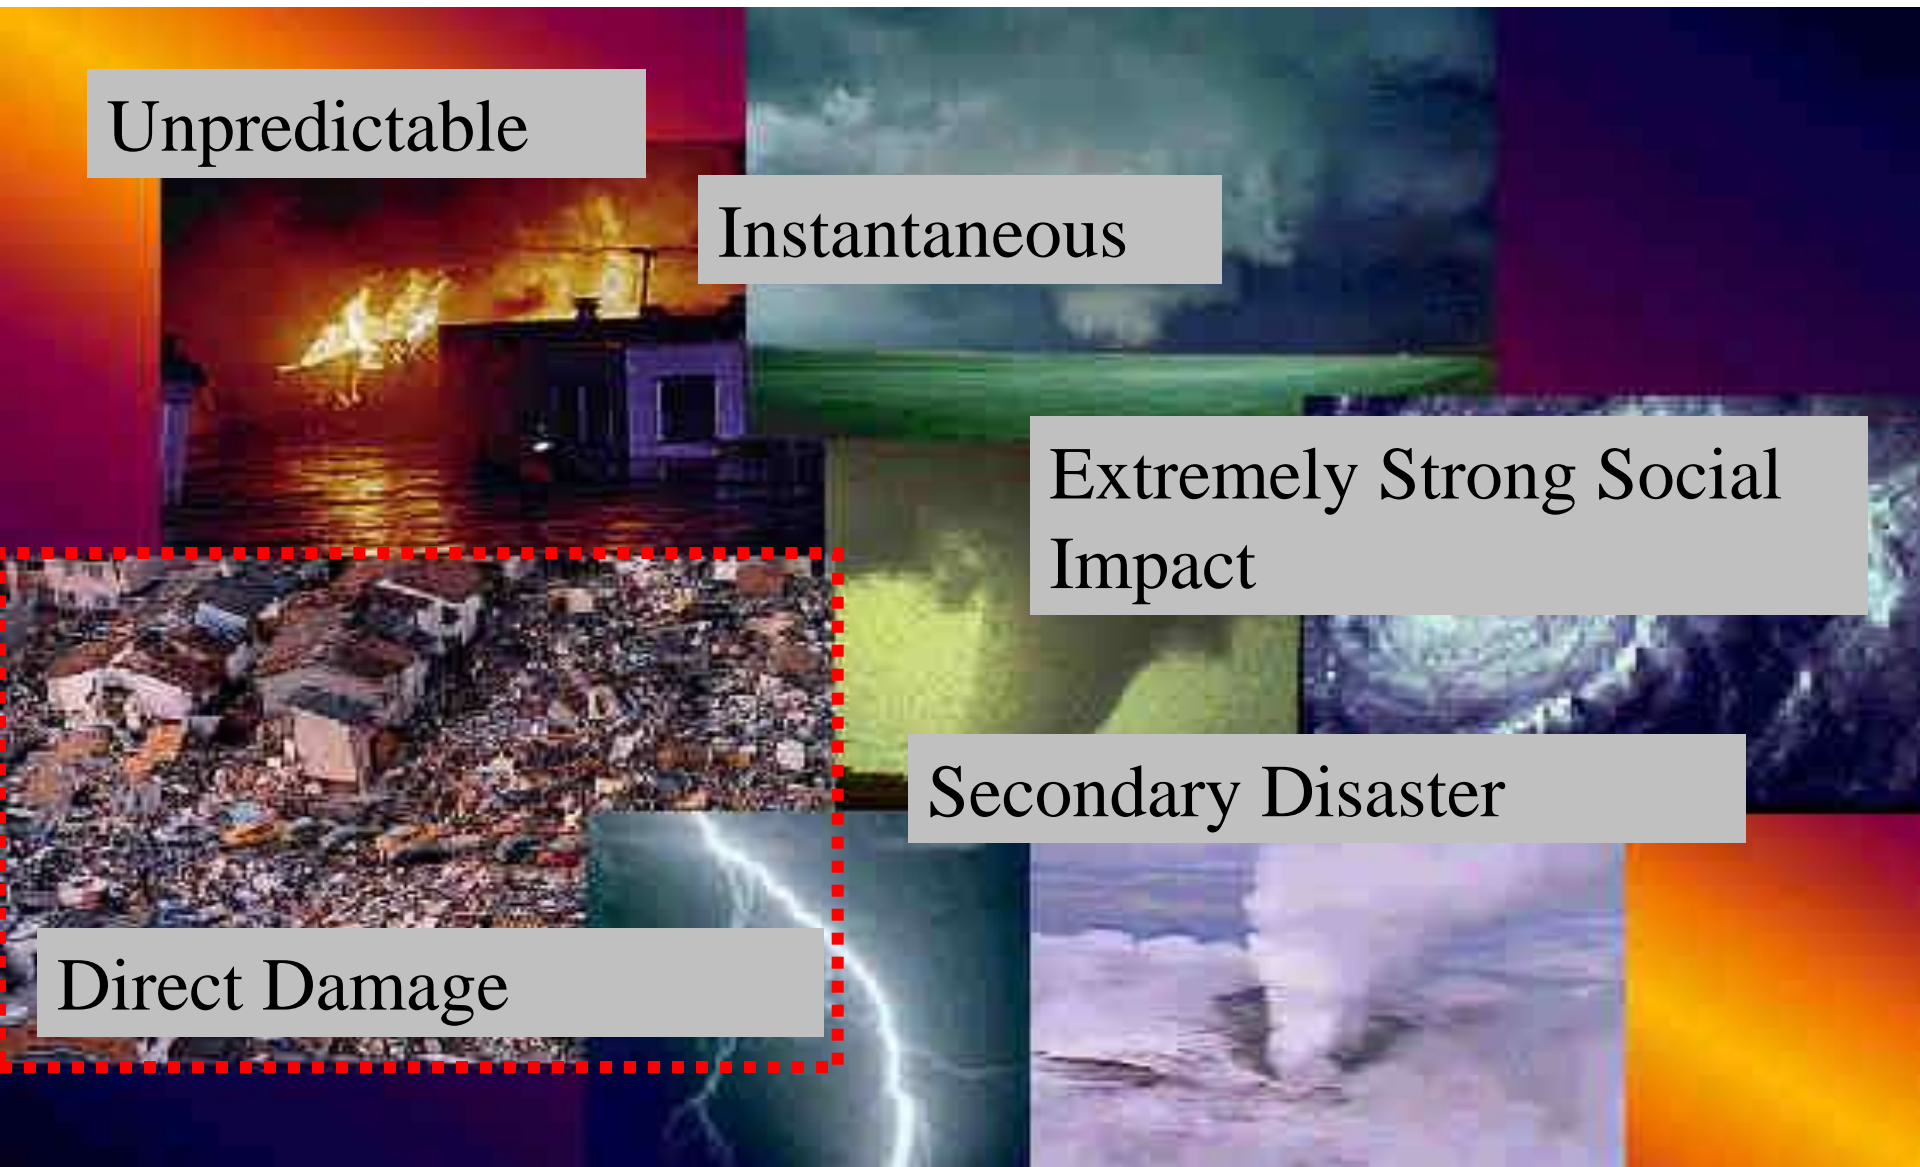 Unpredictable
Instantaneous
Extremely Strong Social
Impact
Secondary Disaster
Direct Damage